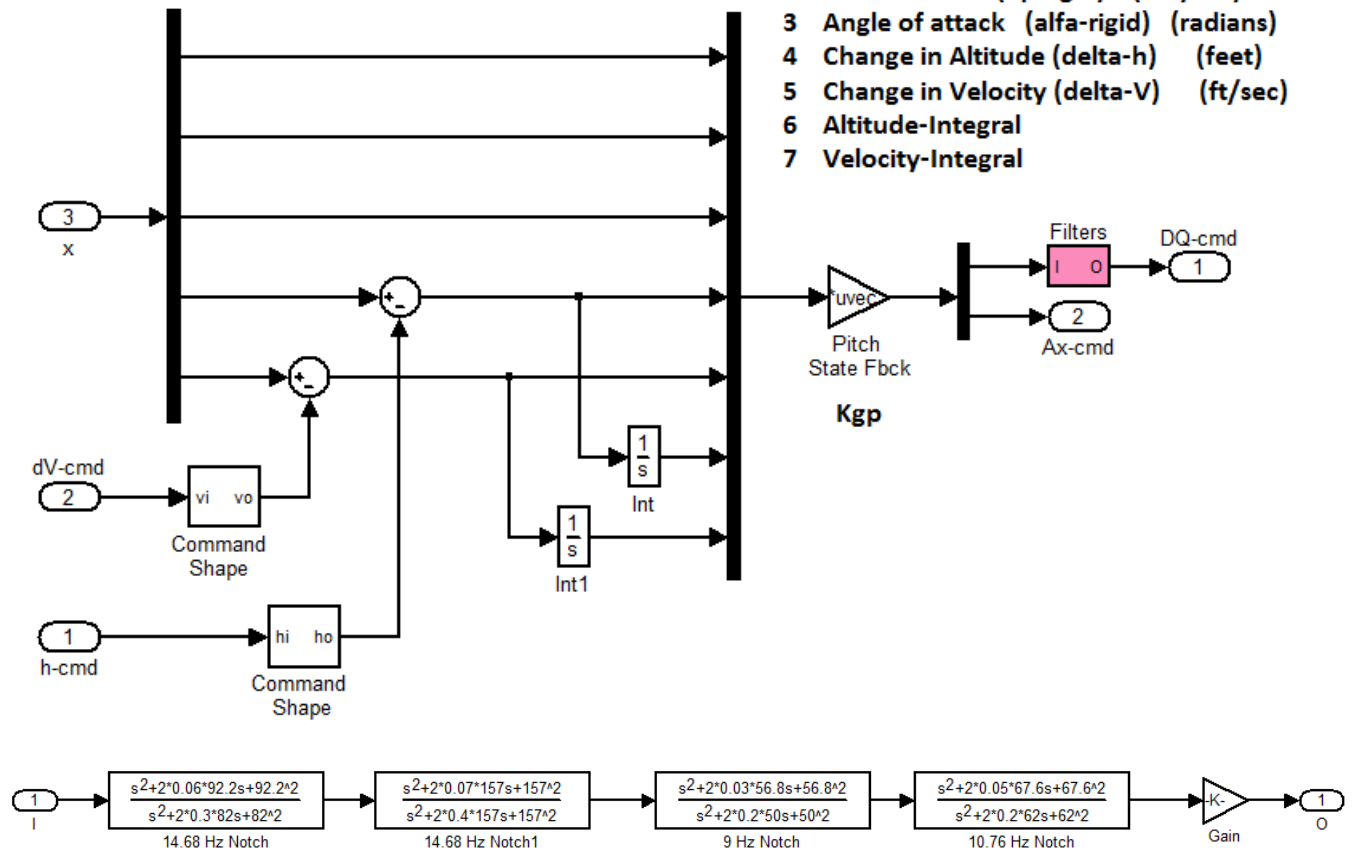 3 Angle of attack (alfa-rigid) (radians)
4 Change in Altitude (delta-h) (feet)
5 Change in Velocity (delta-V) (ft/sec)
6 Altitude-Integral
7 Velocity-Integral
3
x
+
-
+
-
*uvec
Pitch
State Fbck
Kgp
Filters
I O
DQ-cmd
1
2
Ax-cmd
1
s
Int
1
s
Int1
dV-cmd
2
vi vo
Command
Shape
1
h-cmd
hi ho
Command
Shape
1
I
s^2+2*0.06*92.2s+92.2^2
s^2+2*0.3*82s+82^2
14.68 Hz Notch
s^2+2*0.07*157s+157^2
s^2+2*0.4*157s+157^2
14.68 Hz Notch1
s^2+2*0.03*56.8s+56.8^2
s^2+2*0.2*50s+50^2
9 Hz Notch
s^2+2*0.05*67.6s+67.6^2
s^2+2*0.2*62s+62^2
10.76 Hz Notch
-K-
Gain
1
O